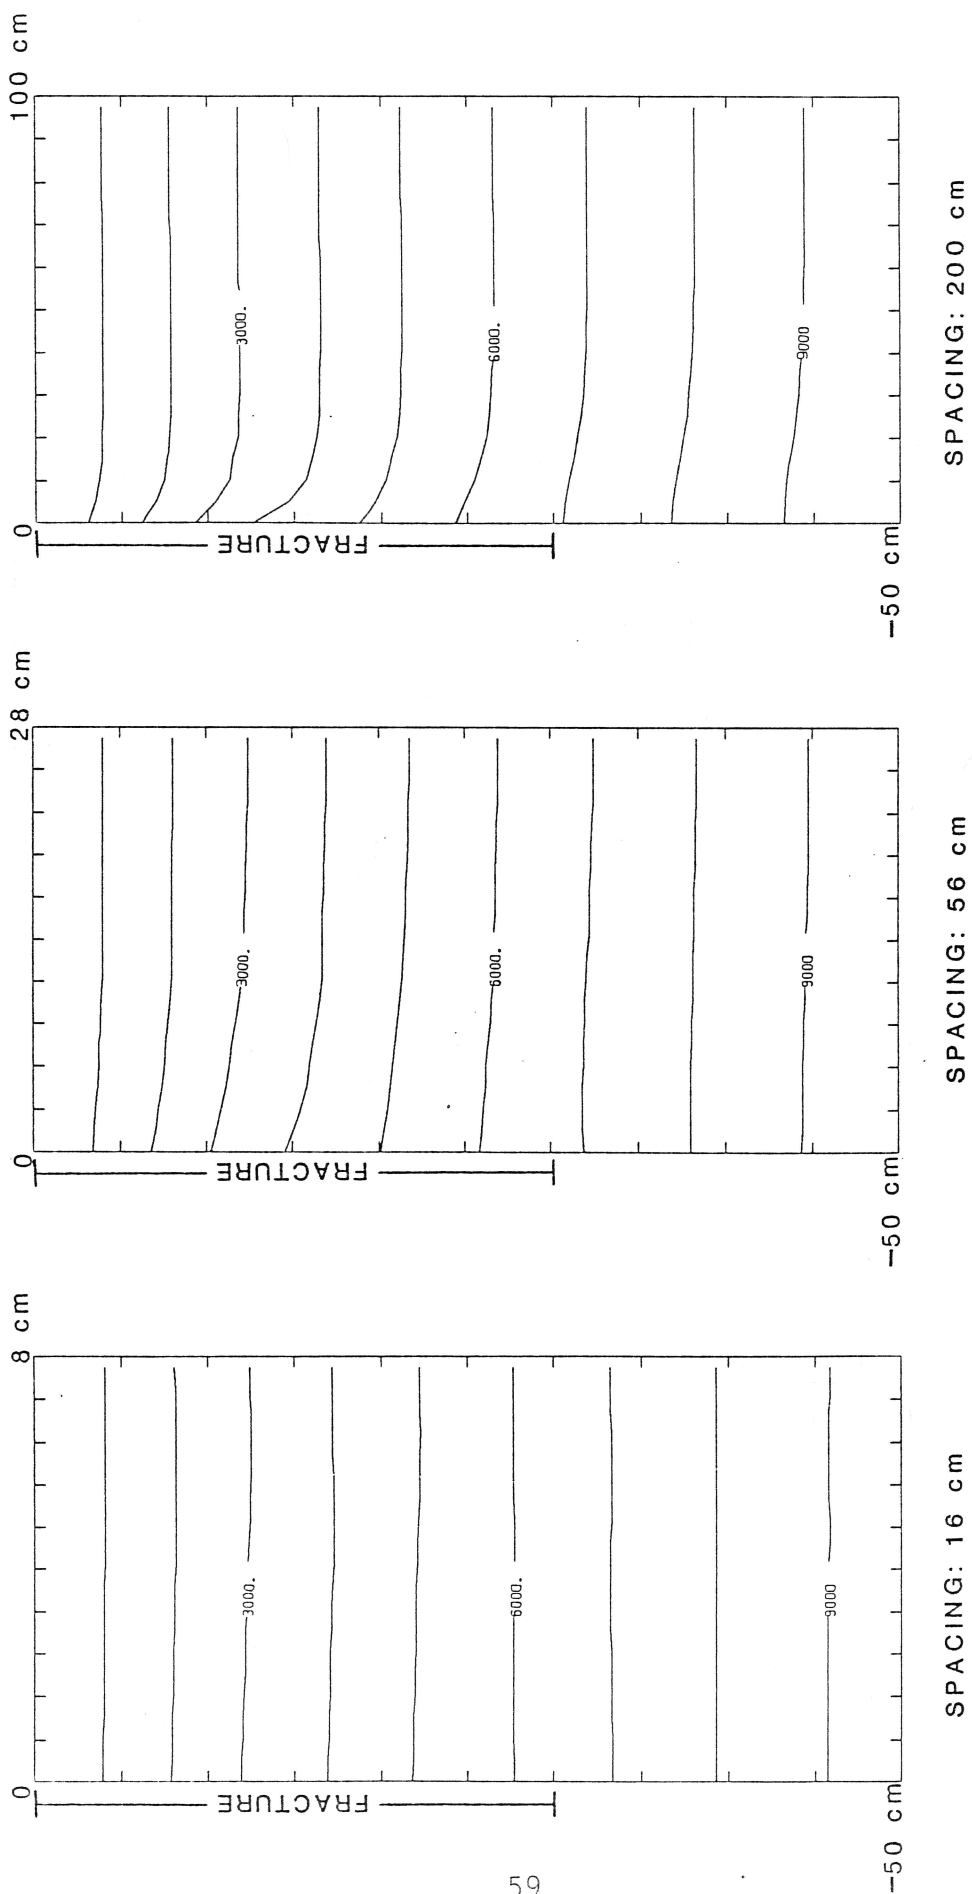 0
100 cm
3000.
6000.
9000
FRACTURE
-50 cm
SPACING: 200 cm
0
28 cm
3000.
6000.
9000
FRACTURE
-50 cm
SPACING: 56 cm
0
8 cm
3000.
6000.
9000
FRACTURE
-50 cm
SPACING: 16 cm
59